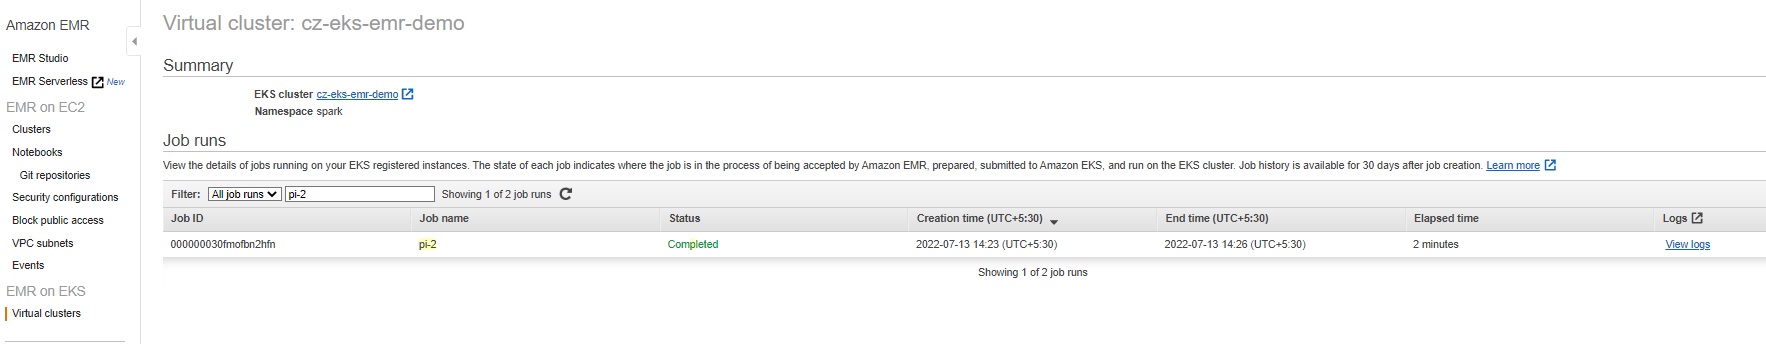 Amazon EMR
EMR Studio
EMR Serverless New
EMR on EC2
Clusters
Notebooks
Git repositories
Security configurations
Block public access
VPC subnets
Events
EMR on EKS
Virtual clusters
Virtual cluster: cz-eks-emr-demo
Summary
EKS cluster cz-eks-emr-demo
Namespace spark
Job runs
View the details of jobs running on your EKS registered instances. The state of each job indicates where the job is in the process of being accepted by Amazon EMR, prepared, submitted to Amazon EKS, and run on the EKS cluster. Job history is available for 30 days after job creation. Learn more
Filter: All job runs pi-2 Showing 1 of 2 job runs
Job ID Job name Status Creation time (UTC+5:30) End time (UTC+5:30) Elapsed time Logs
000000030fmofbn2hfn pi-2 Completed 2022-07-13 14:23 (UTC+5:30) 2022-07-13 14:26 (UTC+5:30) 2 minutes View logs
Showing 1 of 2 job runs